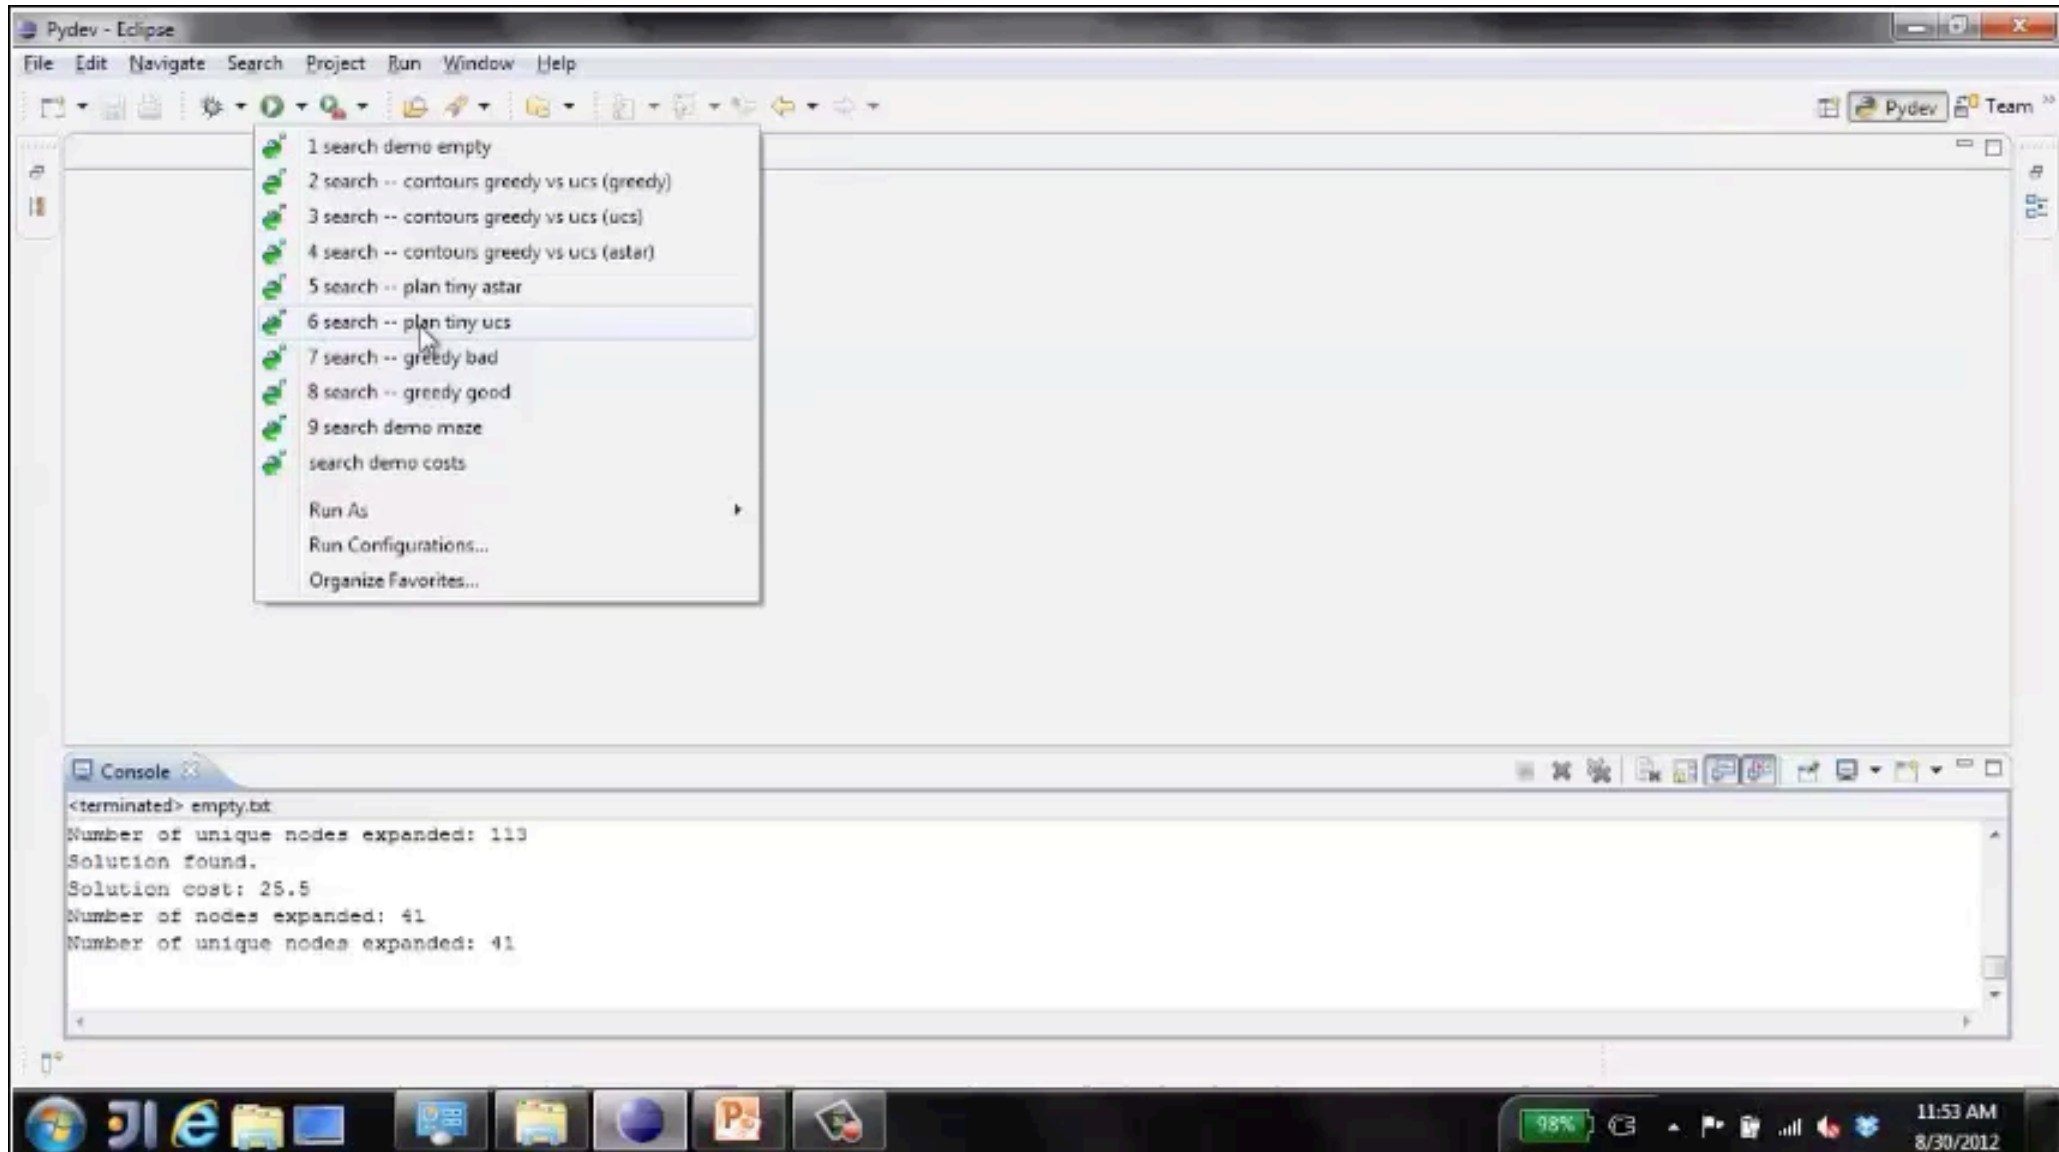 Pydev - Eclipse
File Edit Navigate Search Project Run Window Help
Pydev Team
1 search demo empty
2 search -- contours greedy vs ucs (greedy)
3 search -- contours greedy vs ucs (ucs)
4 search -- contours greedy vs ucs (astar)
5 search -- plan tiny astar
6 search -- plan tiny ucs
7 search -- greedy bad
8 search -- greedy good
9 search demo maze
search demo costs
Run As
Run Configurations...
Organize Favorites...
Console
<terminated> empty.txt
Number of unique nodes expanded: 113
Solution found.
Solution cost: 25.5
Number of nodes expanded: 41
Number of unique nodes expanded: 41
98%
11:53 AM
8/30/2012